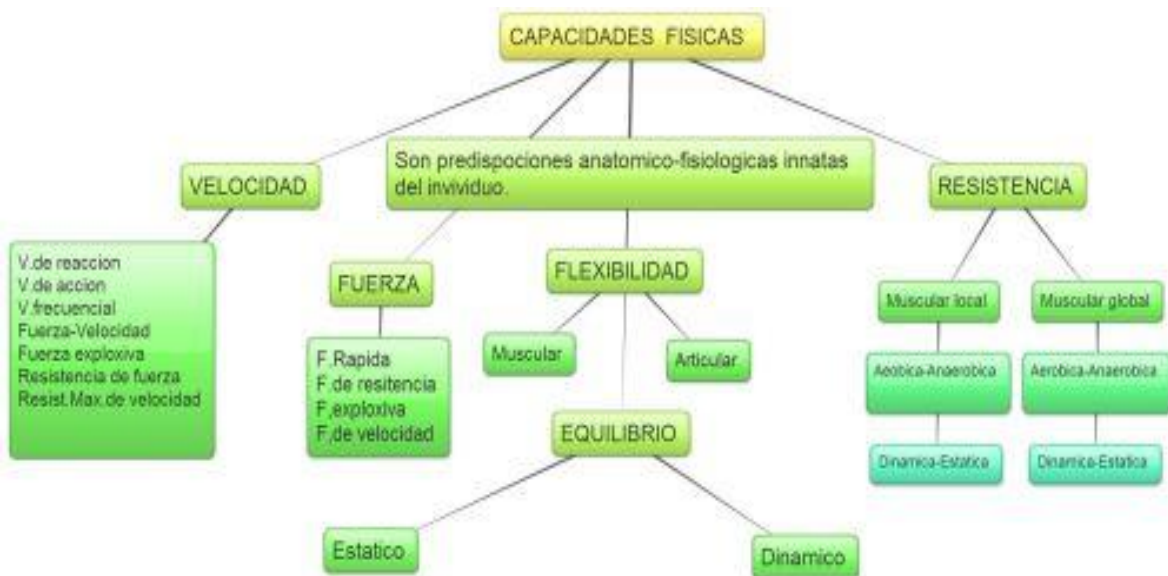 CAPACIDADES FISICAS
Son predispociones anatomico-fisiologicas innatas
del invividuo.
VELOCIDAD
RESISTENCIA
V.de reaccion
V.de accion
V.frecuencial
Fuerza-Velocidad
Fuerza exploxiva
Resistencia de fuerza
Resist.Max.de velocidad
FUERZA
F.Rapida
F.de resitencia
F,exploxiva
F,de velocidad
FLEXIBILIDAD
Muscular
Articular
EQUILIBRIO
Estatico
Dinamico
Muscular local
Muscular global
Aerobica-Anaerobica
Aerobica-Anaerobica
Dinamica-Estatica
Dinamica-Estatica